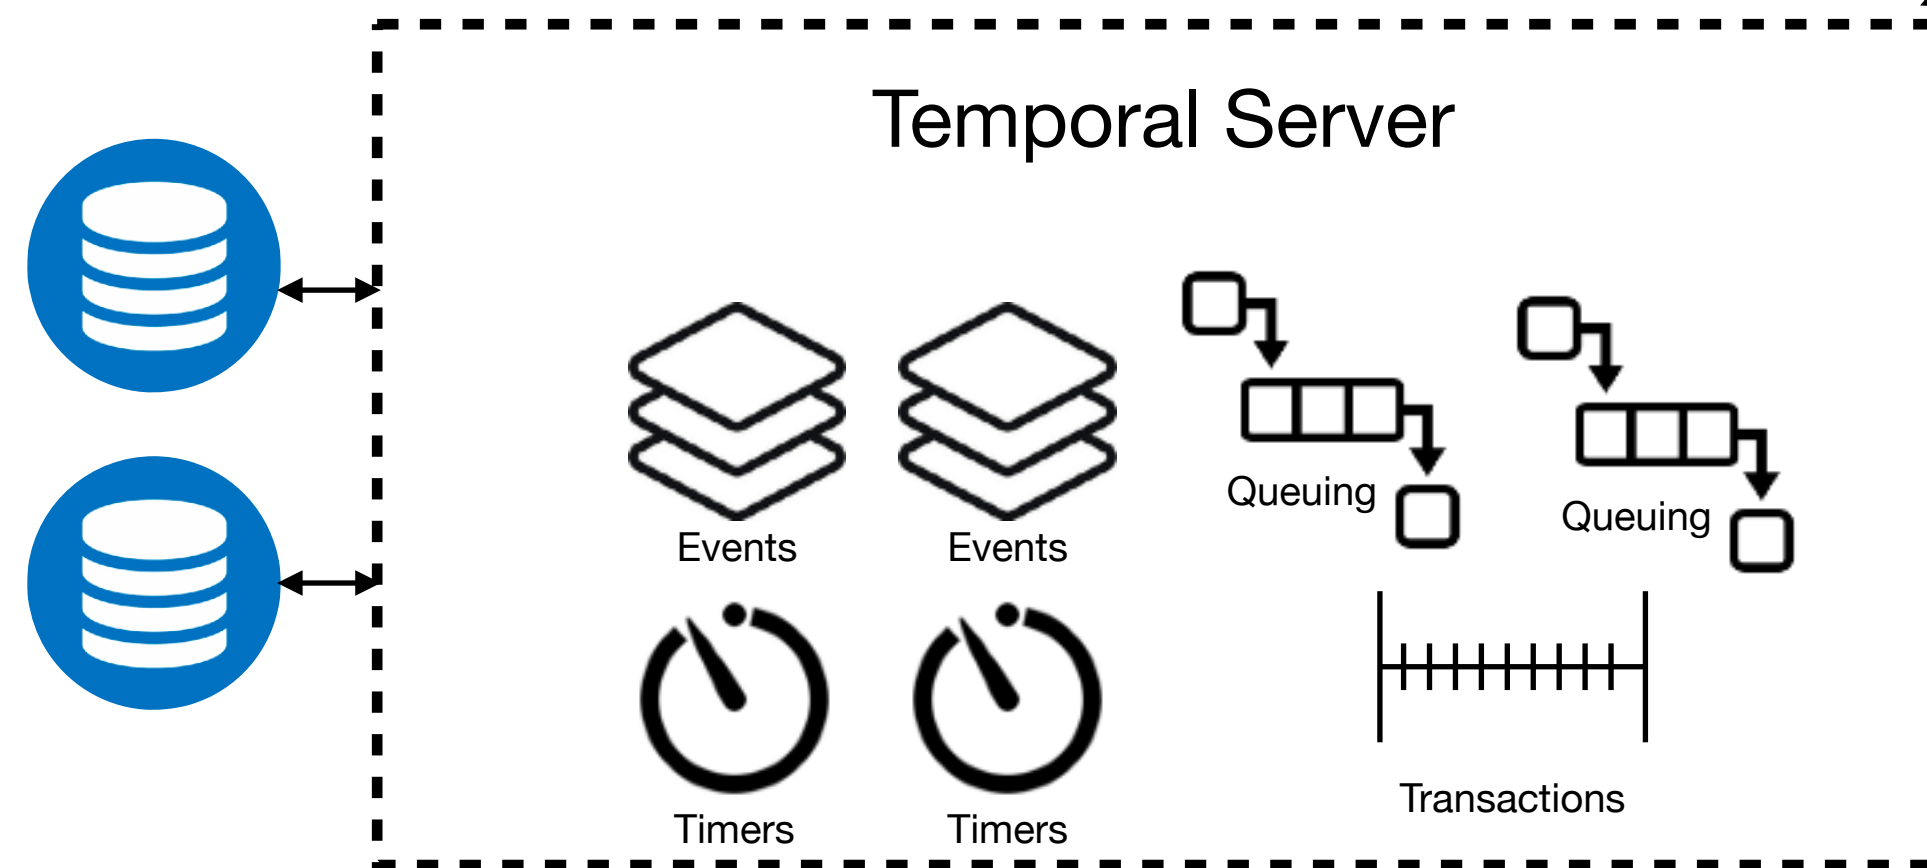 Temporal Server
Events
Events
Queuing
Queuing
Timers
Timers
Transactions